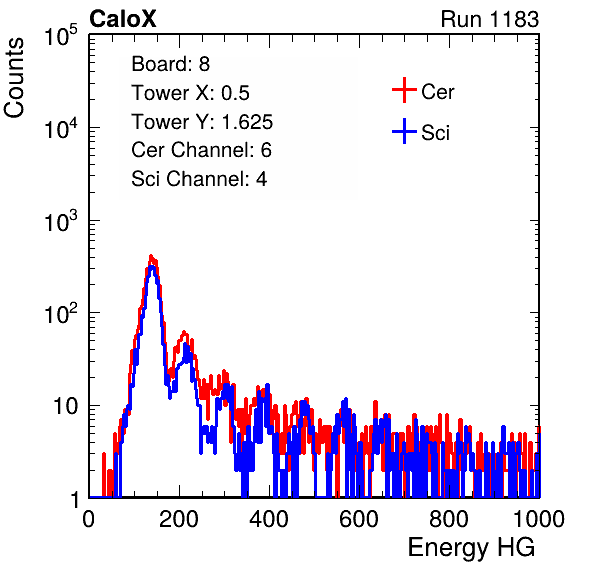 CaloX Run 1183
Counts
10^5
10^4
10^3
10^2
10
1
Board: 8
Tower X: 0.5
Tower Y: 1.625
Cer Channel: 6
Sci Channel: 4
Cer
Sci
0 200 400 600 800 1000
Energy HG